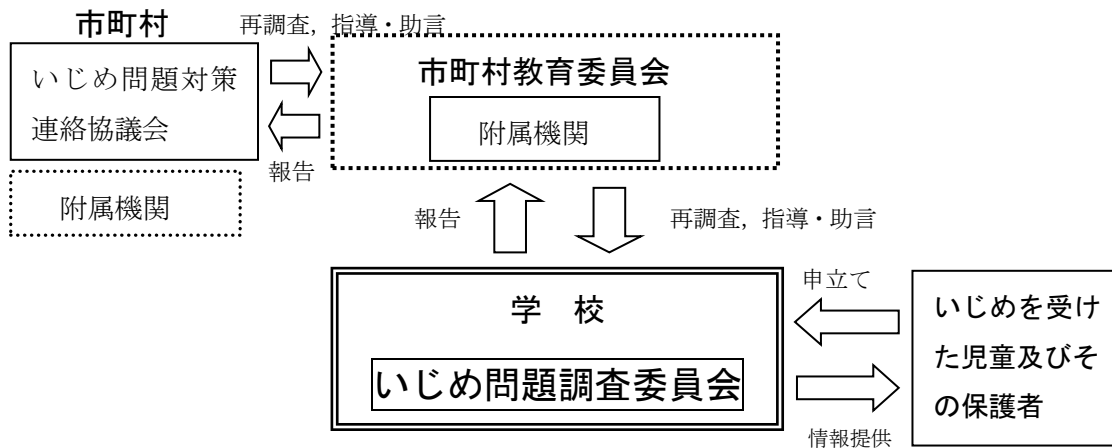 市町村
再調査，指導・助言
いじめ問題対策
連絡協議会
市町村教育委員会
附属機関
報告
附属機関
報告
再調査，指導・助言
学　校
いじめ問題調査委員会
申立て
いじめを受け
た児童及びそ
の保護者
情報提供